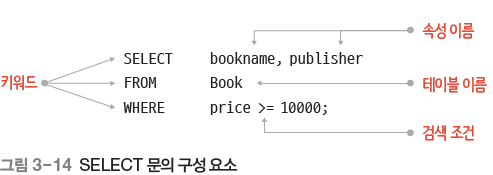 속성 이름
SELECT bookname, publisher
키워드 FROM Book 테이블 이름
WHERE price >= 10000;
검색 조건
그림 3-14 SELECT 문의 구성 요소